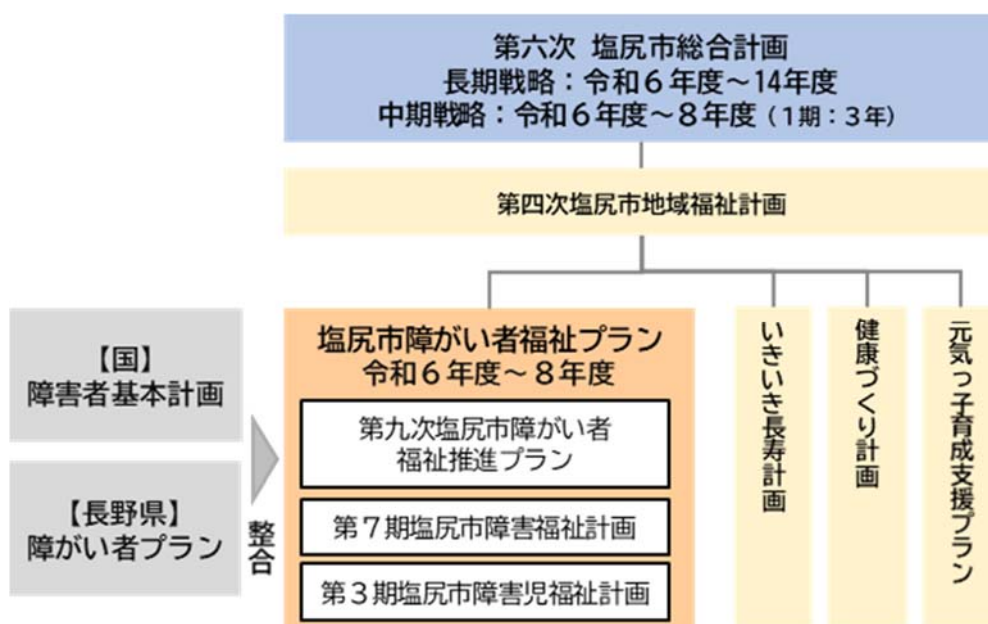 第六次 塩尻市総合計画
長期戦略：令和６年度～14年度
中期戦略：令和６年度～８年度（１期：３年）
第四次塩尻市地域福祉計画
【国】
障害者基本計画
【長野県】
障がい者プラン
整合
塩尻市障がい者福祉プラン
令和６年度～８年度
第九次塩尻市障がい者
福祉推進プラン
第７期塩尻市障害福祉計画
第３期塩尻市障害児福祉計画
いきいき長寿計画
健康づくり計画
元気っ子育成支援プラン